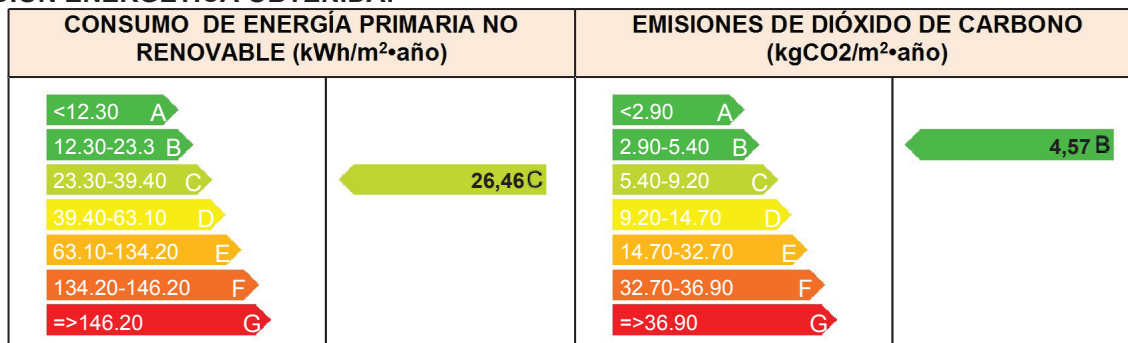 CONSUMO DE ENERGÍA PRIMARIA NO
RENOVABLE (kWh/m²•año)
<12.30 A
12.30-23.3 B
23.30-39.40 C
39.40-63.10 D
63.10-134.20 E
134.20-146.20 F
=>146.20 G
26,46 C
EMISIONES DE DIÓXIDO DE CARBONO
(kgCO2/m²•año)
<2.90 A
2.90-5.40 B
5.40-9.20 C
9.20-14.70 D
14.70-32.70 E
32.70-36.90 F
=>36.90 G
4,57 B